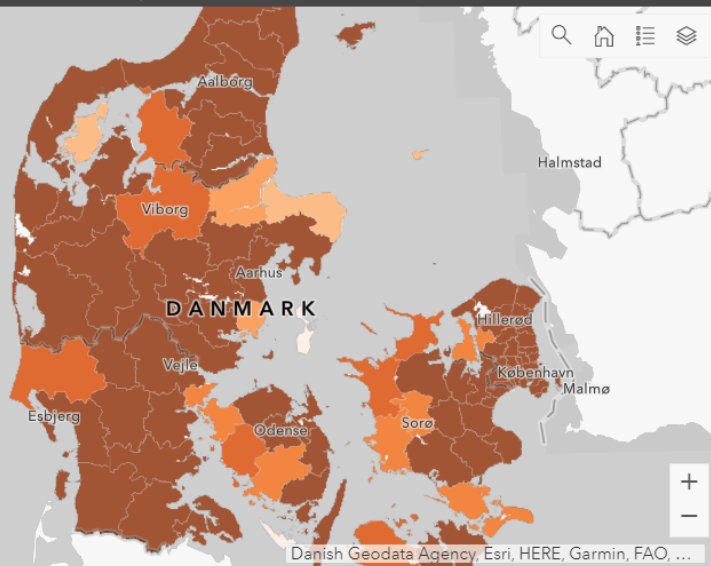 Aalborg
Halmstad
Viborg
Aarhus
DANMARK
Hillerød
Vejle
København
Malmø
Esbjerg
Sorø
Odense
+
−
Danish Geodata Agency, Esri, HERE, Garmin, FAO, ...